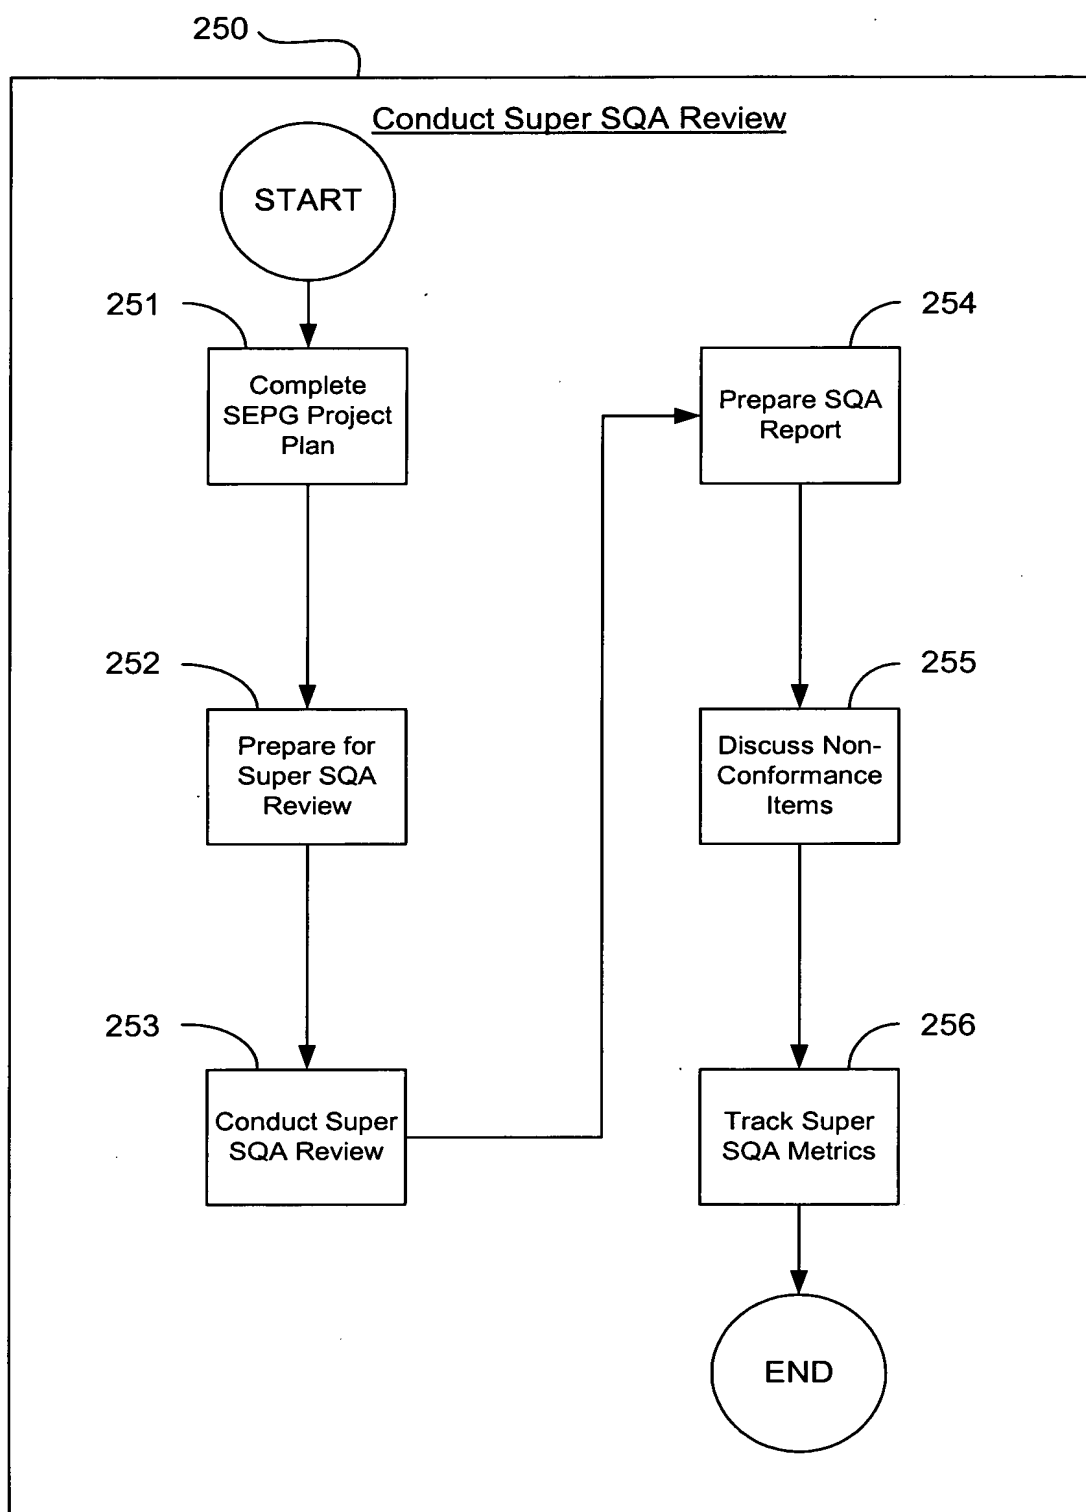 250
Conduct Super SQA Review
START
251
Complete
SEPG Project
Plan
252
Prepare for
Super SQA
Review
253
Conduct Super
SQA Review
254
Prepare SQA
Report
255
Discuss Non-
Conformance
Items
256
Track Super
SQA Metrics
END